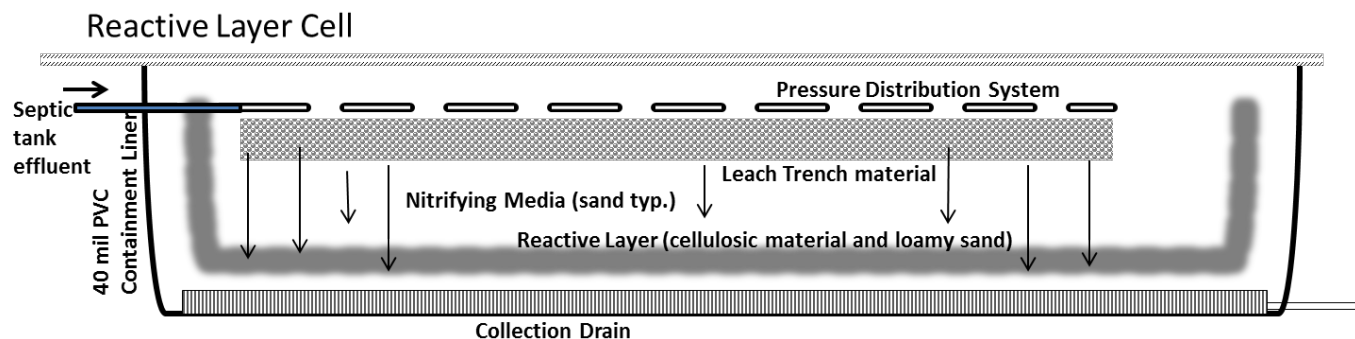 Reactive Layer Cell
Pressure Distribution System
Septic
tank
effluent
40 mil PVC
Containment Liner
Leach Trench material
Nitrifying Media (sand typ.)
Reactive Layer (cellulosic material and loamy sand)
Collection Drain